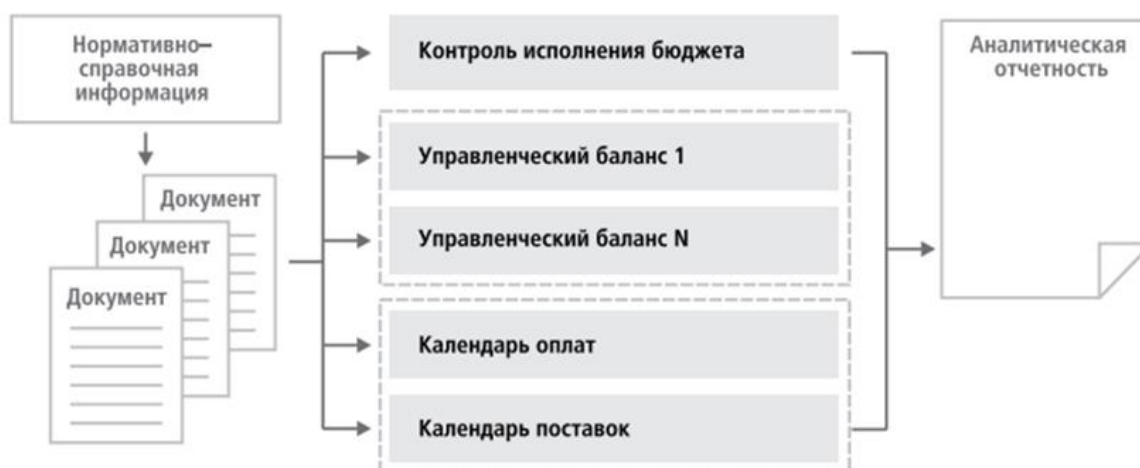 Нормативно–
справочная
информация
Документ
Документ
Документ
Контроль исполнения бюджета
Управленческий баланс 1
Управленческий баланс N
Календарь оплат
Календарь поставок
Аналитическая
отчетность